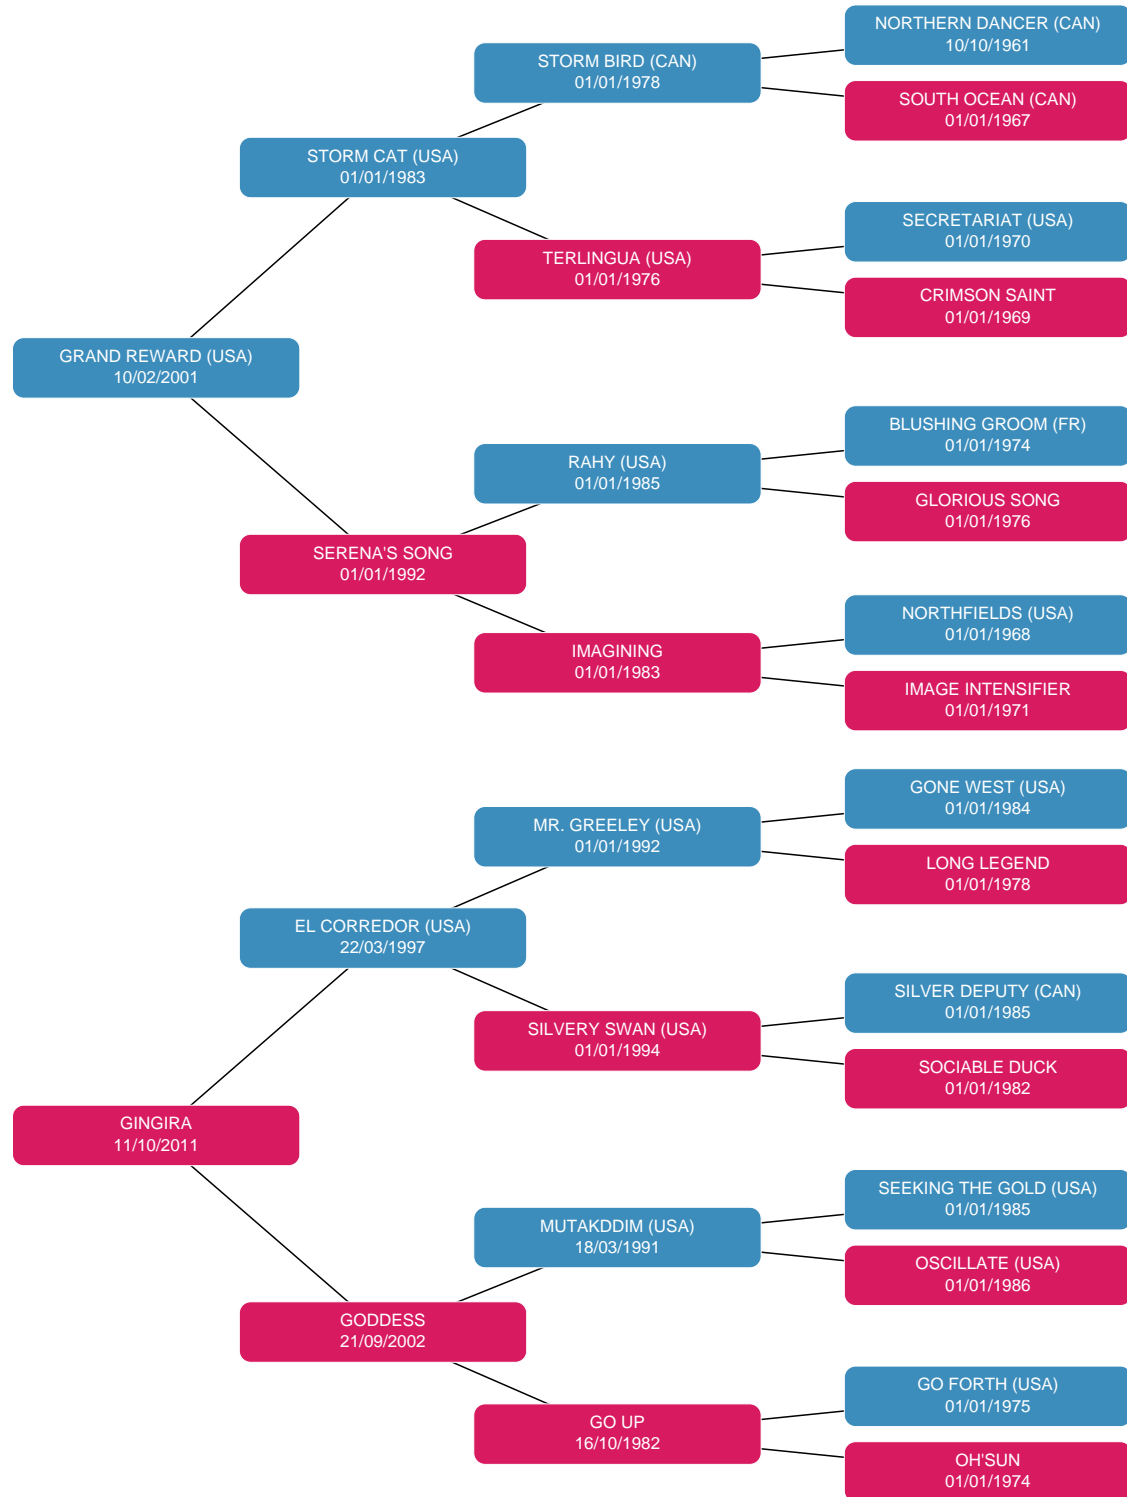 NORTHERN DANCER (CAN)
10/10/1961
STORM BIRD (CAN)
01/01/1978
SOUTH OCEAN (CAN)
01/01/1967
STORM CAT (USA)
01/01/1983
SECRETARIAT (USA)
01/01/1970
TERLINGUA (USA)
01/01/1976
CRIMSON SAINT
01/01/1969
GRAND REWARD (USA)
10/02/2001
BLUSHING GROOM (FR)
01/01/1974
RAHY (USA)
01/01/1985
GLORIOUS SONG
01/01/1976
SERENA'S SONG
01/01/1992
NORTHFIELDS (USA)
01/01/1968
IMAGINING
01/01/1983
IMAGE INTENSIFIER
01/01/1971
GONE WEST (USA)
01/01/1984
MR. GREELEY (USA)
01/01/1992
LONG LEGEND
01/01/1978
EL CORREDOR (USA)
22/03/1997
SILVER DEPUTY (CAN)
01/01/1985
SILVERY SWAN (USA)
01/01/1994
SOCIABLE DUCK
01/01/1982
GINGIRA
11/10/2011
SEEKING THE GOLD (USA)
01/01/1985
MUTAKDDIM (USA)
18/03/1991
OSCILLATE (USA)
01/01/1986
GODDESS
21/09/2002
GO FORTH (USA)
01/01/1975
GO UP
16/10/1982
OH'SUN
01/01/1974